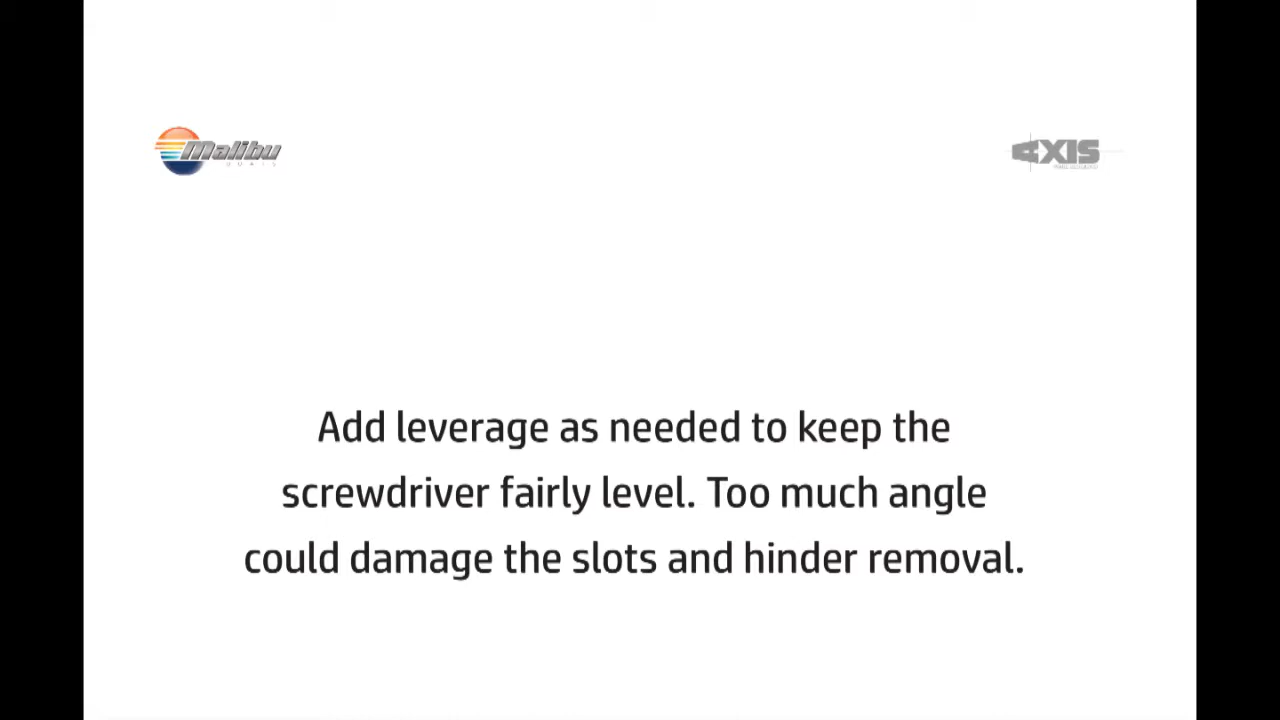 Malibu
BOATS
AXIS
Add leverage as needed to keep the
screwdriver fairly level. Too much angle
could damage the slots and hinder removal.